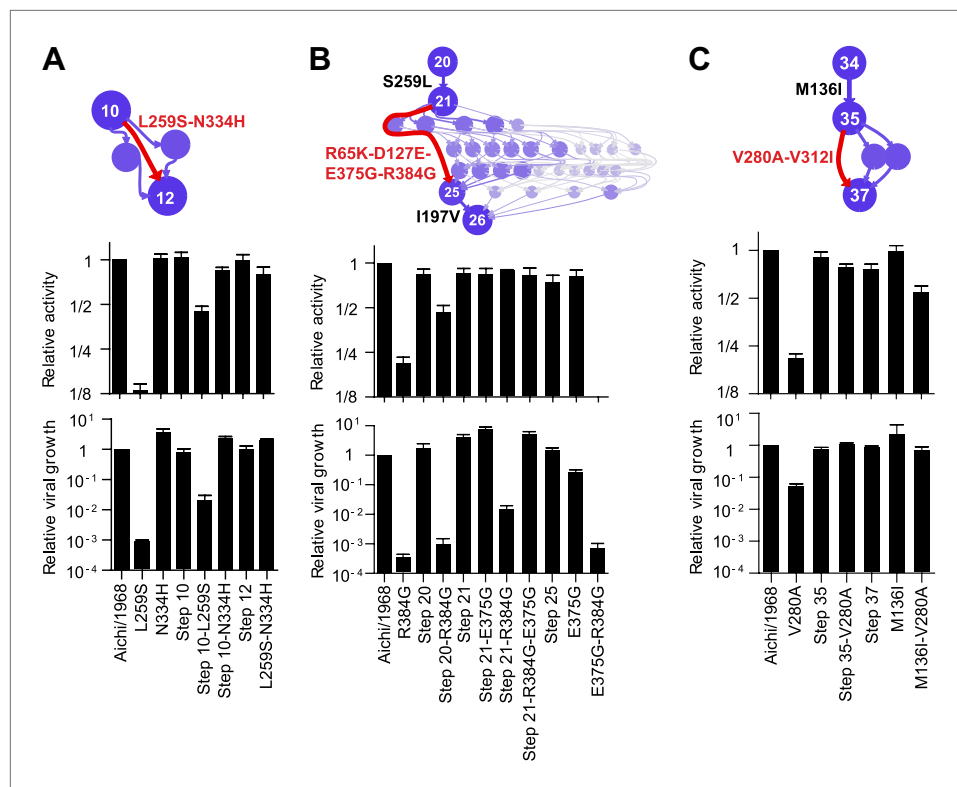 A
10
L259S-N334H
12
Relative activity
1
1/2
1/4
1/8
Relative viral growth
10^1
1
10^-1
10^-2
10^-3
10^-4
Aichi/1968
L259S
N334H
Step 10
Step 10-L259S
Step 10-N334H
Step 12
L259S-N334H
B
20
S259L
21
R65K-D127E-
E375G-R384G
25
I197V
26
Relative activity
1
1/2
1/4
1/8
Relative viral growth
10^1
1
10^-1
10^-2
10^-3
10^-4
Aichi/1968
R384G
Step 20
Step 20-R384G
Step 21
Step 21-E375G
Step 21-R384G
Step 21-R384G-E375G
Step 25
E375G
E375G-R384G
C
34
M136I
35
V280A-V312I
37
Relative activity
1
1/2
1/4
1/8
Relative viral growth
10^1
1
10^-1
10^-2
10^-3
10^-4
Aichi/1968
V280A
Step 35
Step 35-V280A
Step 37
M136I
M136I-V280A